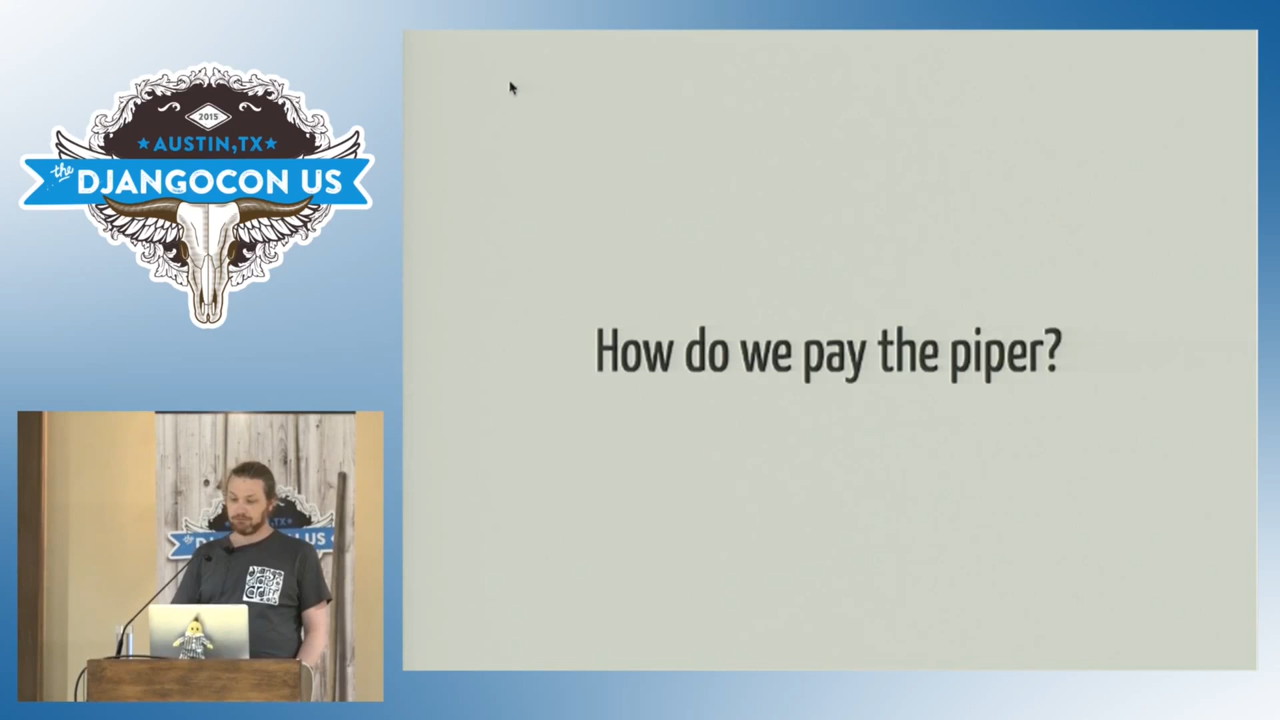 2015
AUSTIN, TX
the
DJANGOCON US
How do we pay the piper?